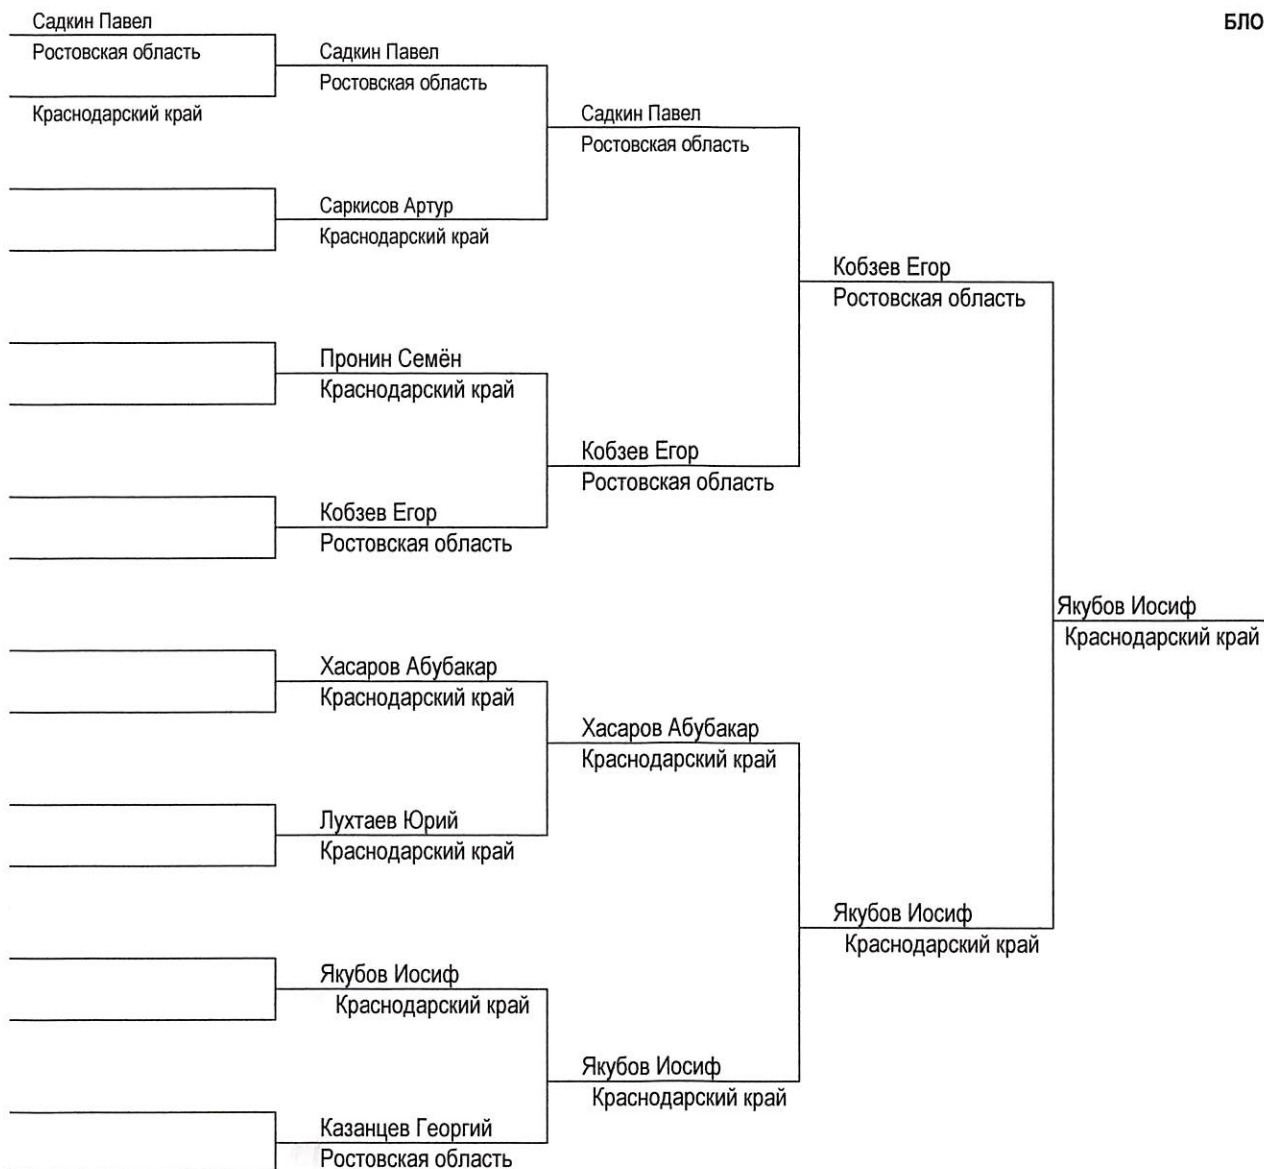 Садкин Павел
БЛО
Ростовская область
Садкин Павел
Ростовская область
Краснодарский край
Садкин Павел
Ростовская область
Саркисов Артур
Краснодарский край
Кобзев Егор
Ростовская область
Пронин Семён
Краснодарский край
Кобзев Егор
Ростовская область
Кобзев Егор
Ростовская область
Якубов Иосиф
Краснодарский край
Хасаров Абубакар
Краснодарский край
Хасаров Абубакар
Краснодарский край
Лухтаев Юрий
Краснодарский край
Якубов Иосиф
Краснодарский край
Якубов Иосиф
Краснодарский край
Якубов Иосиф
Краснодарский край
Казанцев Георгий
Ростовская область